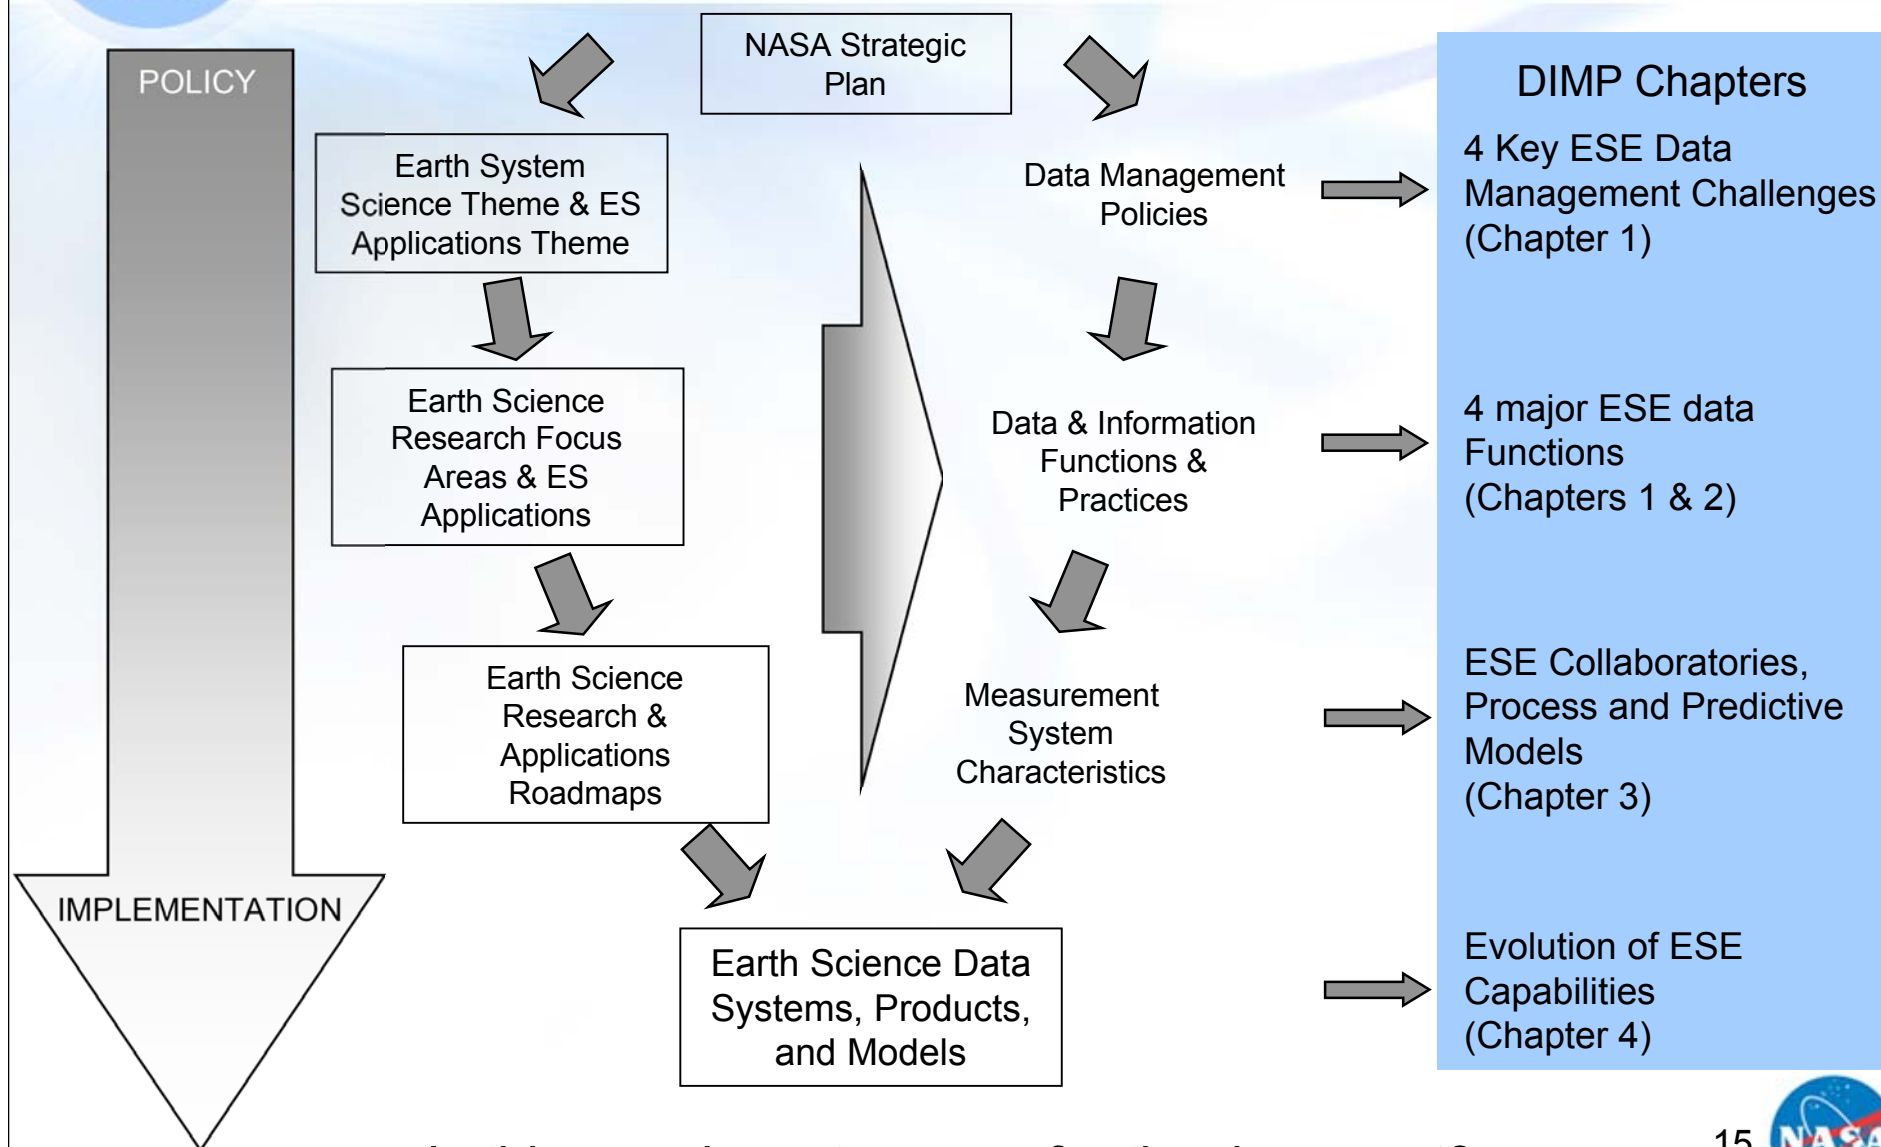 POLICY
IMPLEMENTATION
NASA Strategic
Plan
Earth System
Science Theme & ES
Applications Theme
Earth Science
Research Focus
Areas & ES
Applications
Earth Science
Research &
Applications
Roadmaps
Data Management
Policies
Data & Information
Functions &
Practices
Measurement
System
Characteristics
Earth Science Data
Systems, Products,
and Models
DIMP Chapters
4 Key ESE Data
Management Challenges
(Chapter 1)
4 major ESE data
Functions
(Chapters 1 & 2)
ESE Collaboratories,
Process and Predictive
Models
(Chapter 3)
Evolution of ESE
Capabilities
(Chapter 4)
15
NASA